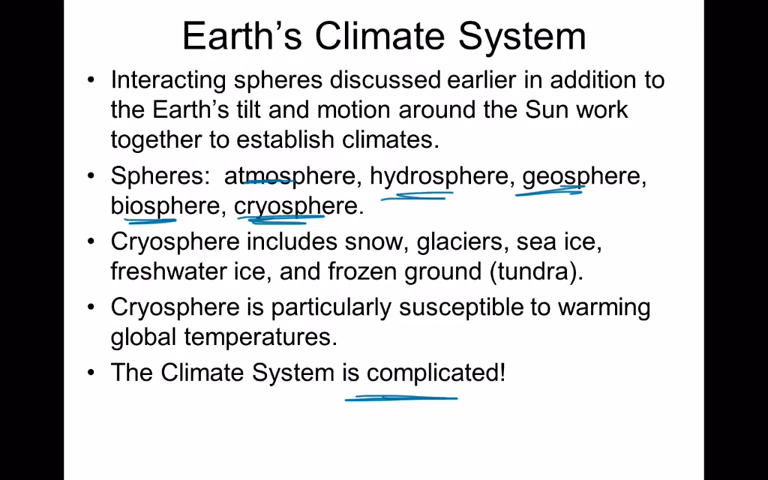 Earth's Climate System
• Interacting spheres discussed earlier in addition to
the Earth's tilt and motion around the Sun work
together to establish climates.
• Spheres: atmosphere, hydrosphere, geosphere,
biosphere, cryosphere.
• Cryosphere includes snow, glaciers, sea ice,
freshwater ice, and frozen ground (tundra).
• Cryosphere is particularly susceptible to warming
global temperatures.
• The Climate System is complicated!